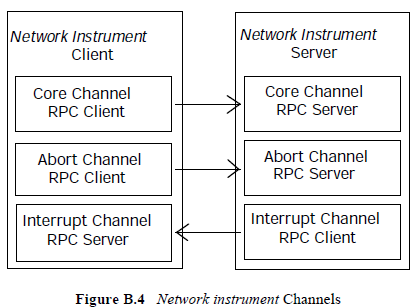 Network Instrument
Client
Network Instrument
Server
Core Channel
RPC Client
Core Channel
RPC Server
Abort Channel
RPC Client
Abort Channel
RPC Server
Interrupt Channel
RPC Server
Interrupt Channel
RPC Client
Figure B.4 Network instrument Channels